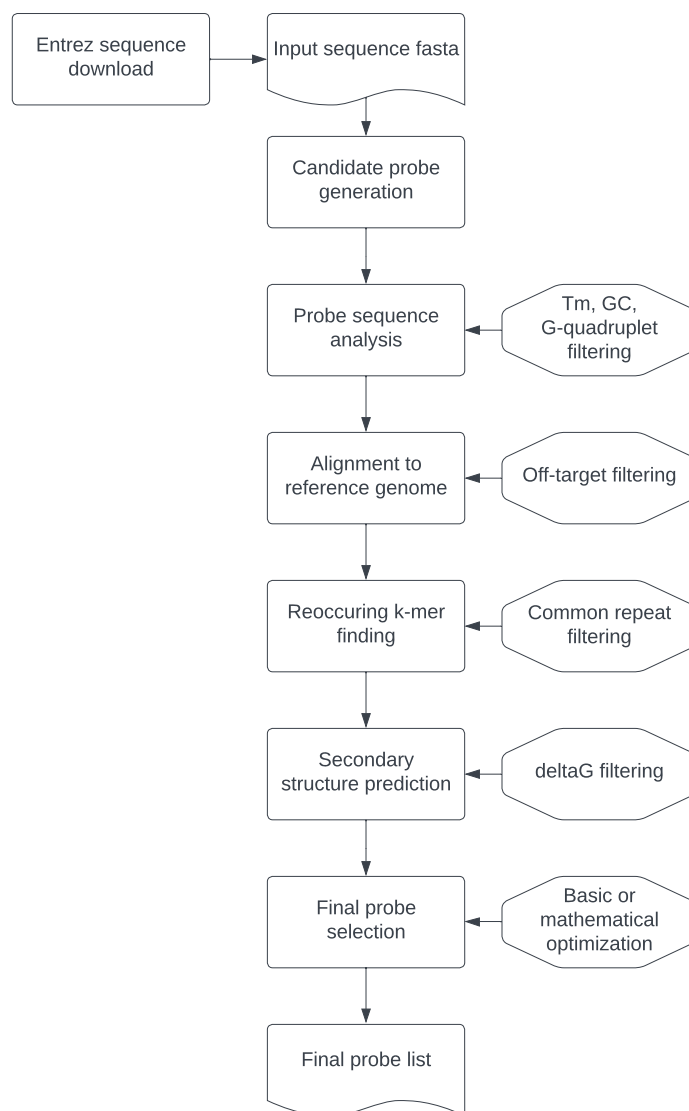 Entrez sequence
download
Input sequence fasta
Candidate probe
generation
Probe sequence
analysis
Tm, GC,
G-quadruplet
filtering
Alignment to
reference genome
Off-target filtering
Reoccuring k-mer
finding
Common repeat
filtering
Secondary
structure prediction
deltaG filtering
Final probe
selection
Basic or
mathematical
optimization
Final probe list